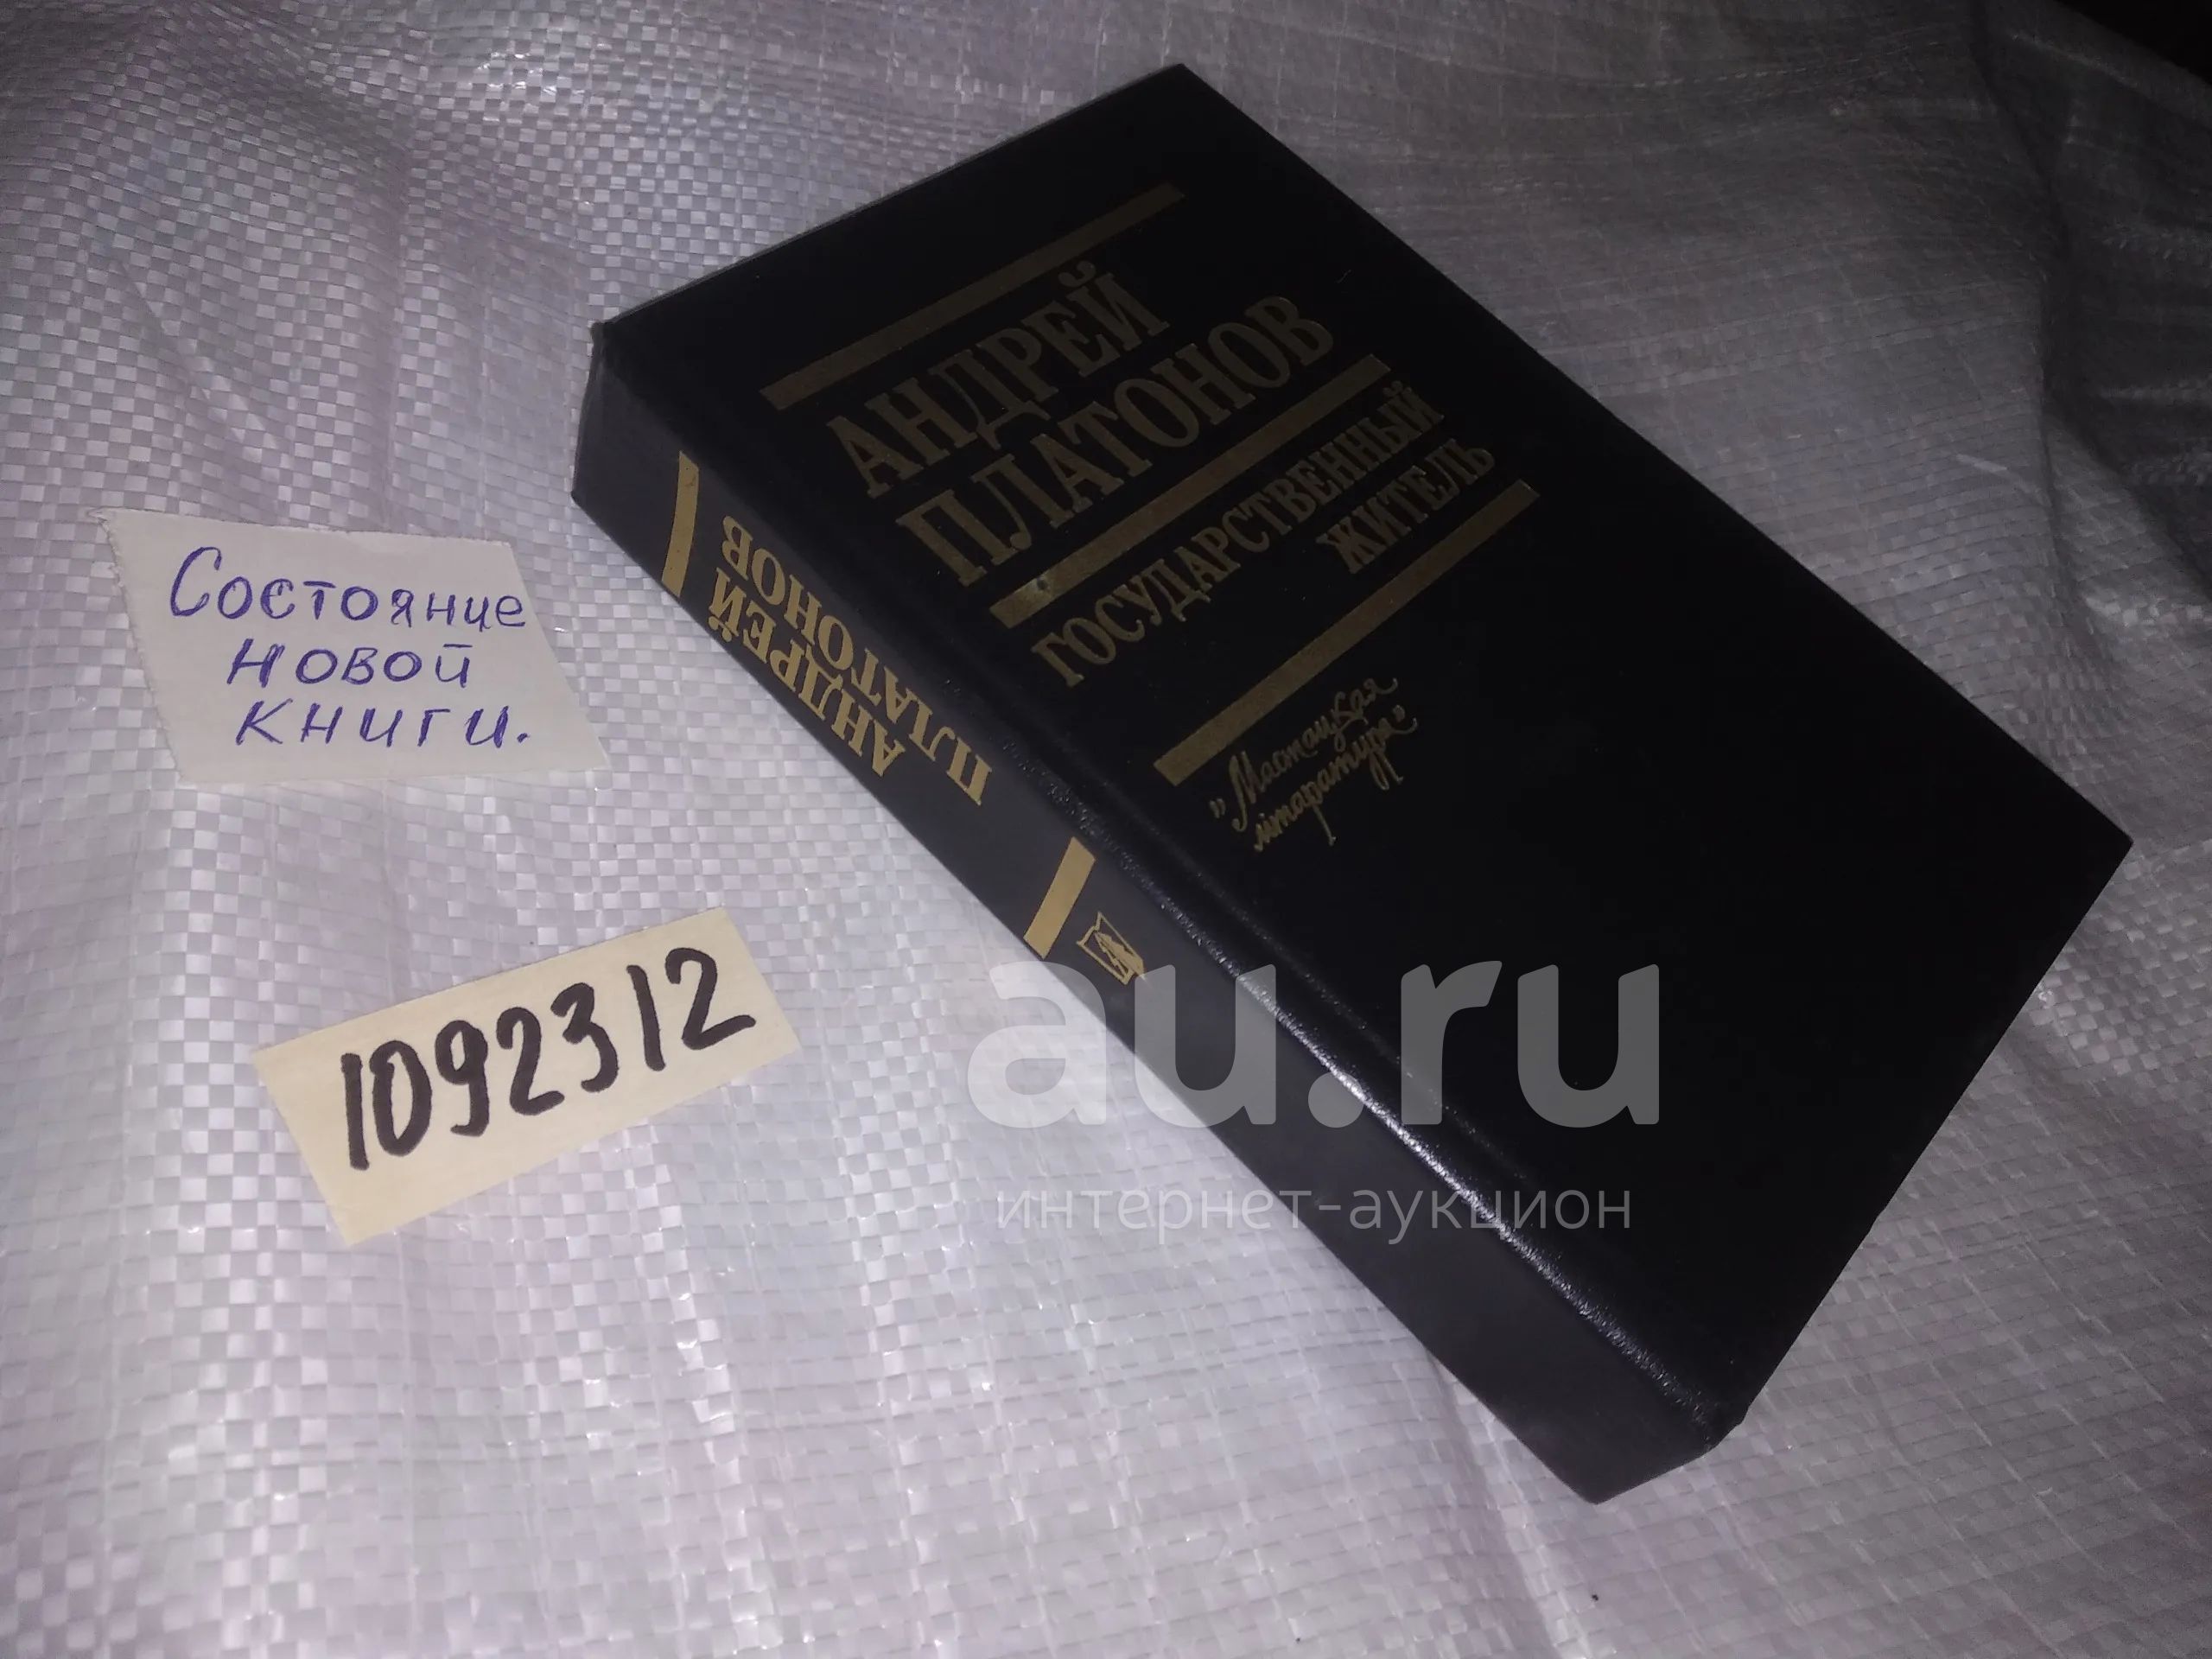 АНДРЕЙ
ПЛАТОНОВ
ГОСУДАРСТВЕННЫЙ
ЖИТЕЛЬ
"Мастацкая
літаратура"
АНДРЕЙ
ПЛАТОНОВ
Состояние
новой
книги.
1092312
au.ru
интернет-аукцион